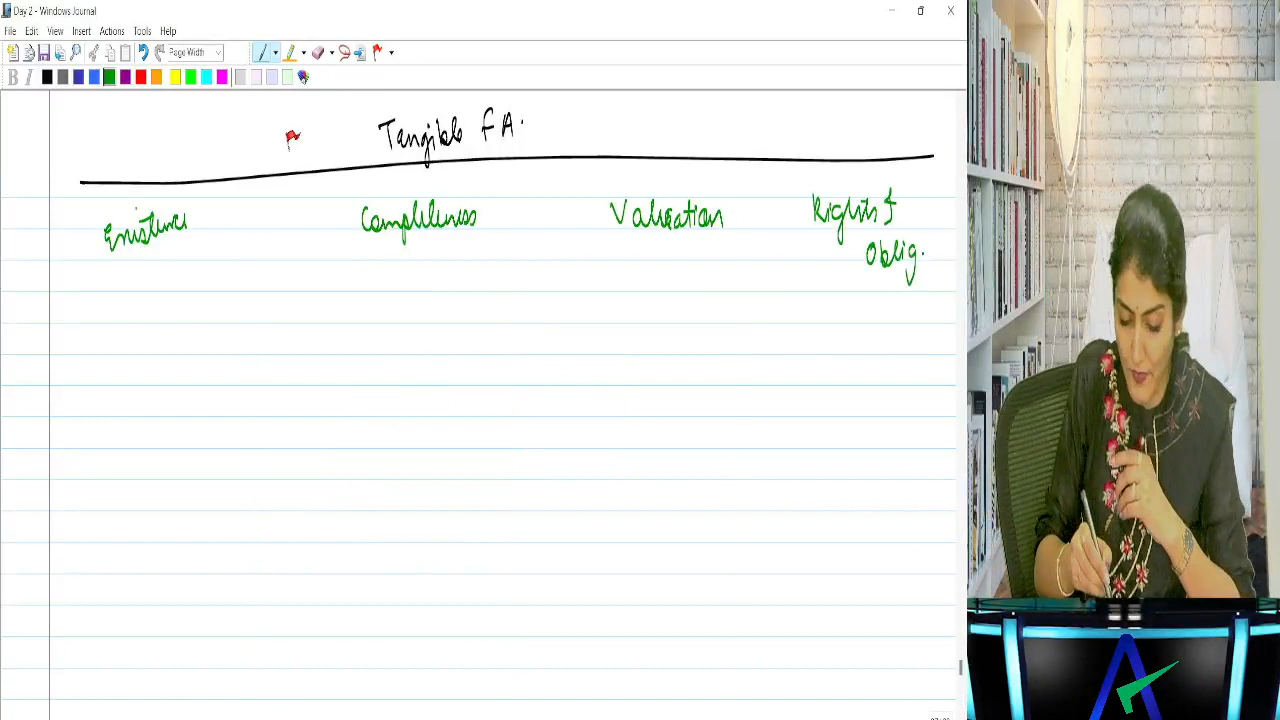 Day 2 - Windows Journal
File Edit View Insert Actions Tools Help
Page Width
B I
Tangible FA.
Existence Completeness Valuation Rights &
Oblig.